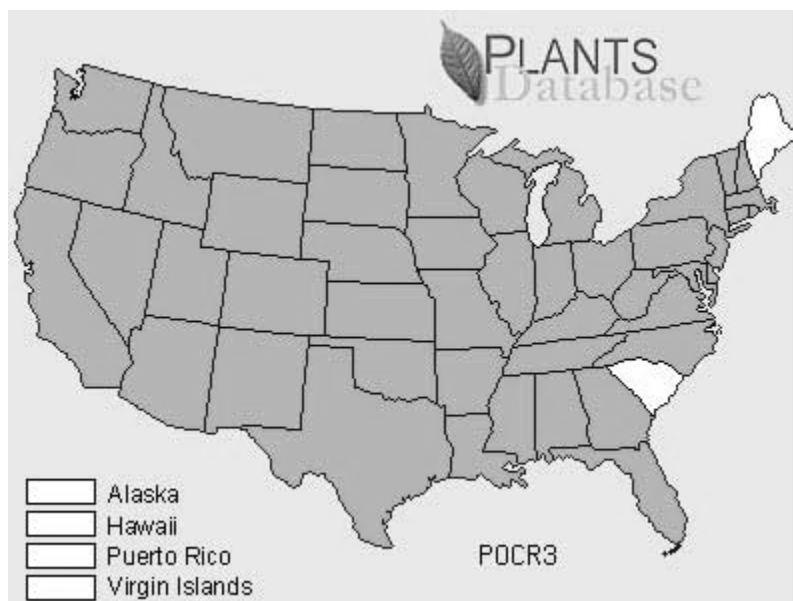 PLANTS
Database
Alaska
Hawaii
Puerto Rico
Virgin Islands
POCR3